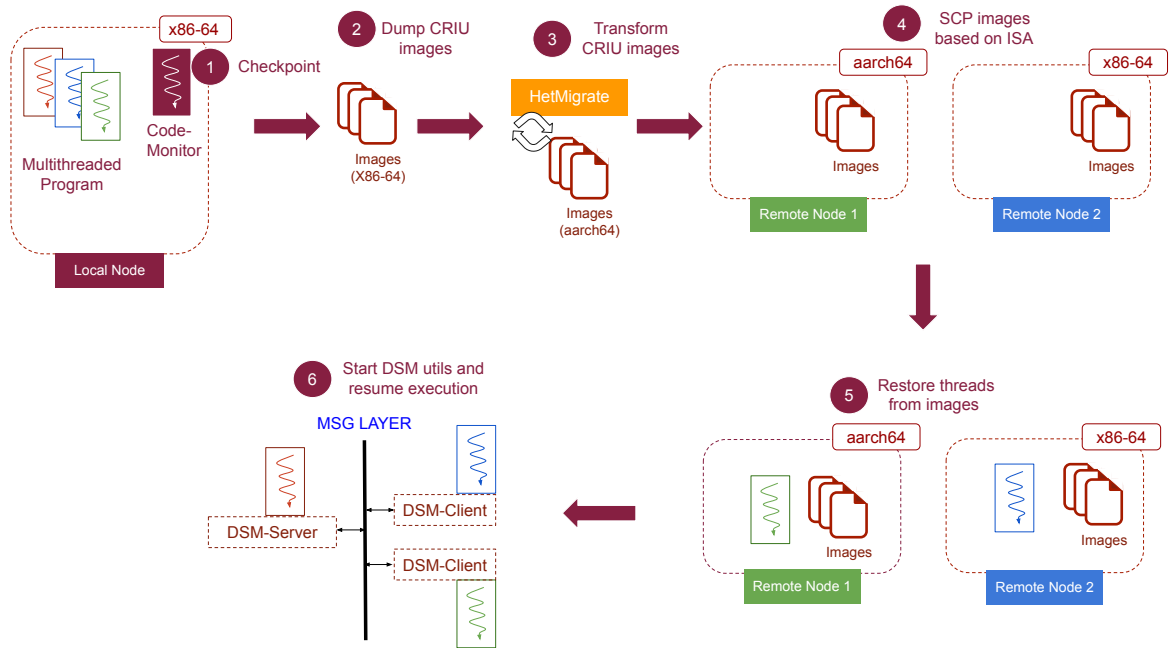 x86-64
1
Checkpoint
Code-
Monitor
Multithreaded
Program
Local Node
2
Dump CRIU
images
Images
(X86-64)
3
Transform
CRIU images
HetMigrate
Images
(aarch64)
4
SCP images
based on ISA
aarch64
Images
Remote Node 1
x86-64
Images
Remote Node 2
5
Restore threads
from images
aarch64
Images
Remote Node 1
x86-64
Images
Remote Node 2
6
Start DSM utils and
resume execution
MSG LAYER
DSM-Server
DSM-Client
DSM-Client